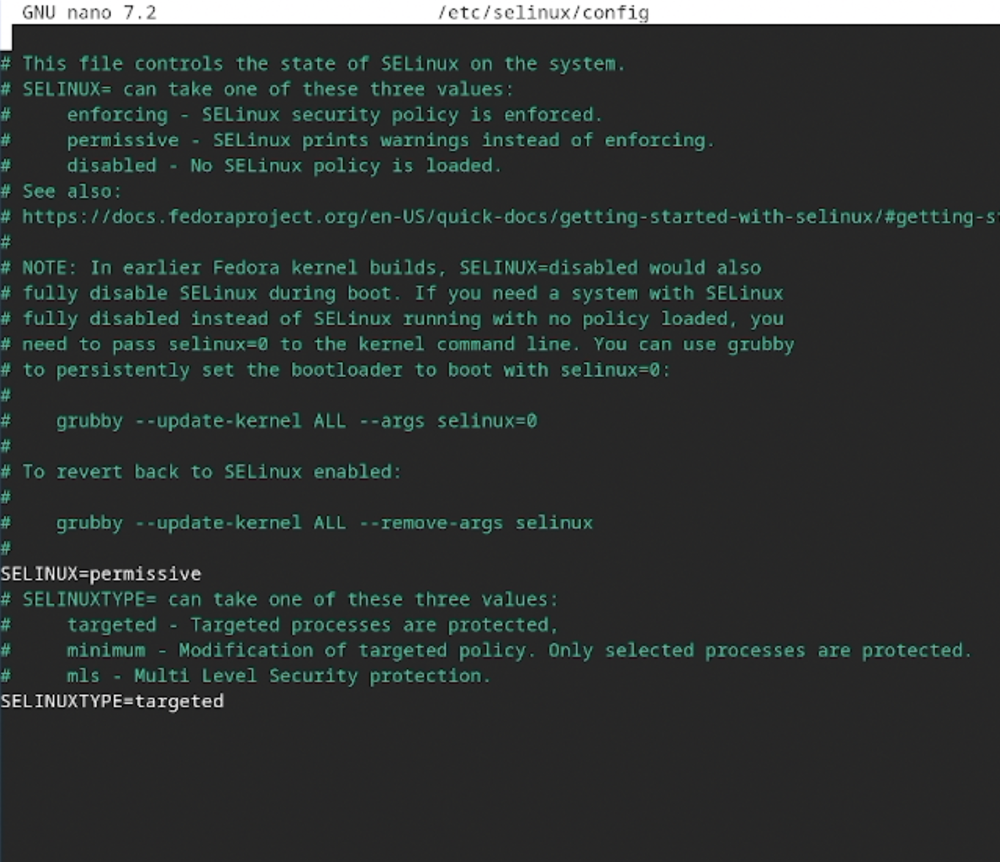 GNU nano 7.2 /etc/selinux/config
# This file controls the state of SELinux on the system.
# SELINUX= can take one of these three values:
#     enforcing - SELinux security policy is enforced.
#     permissive - SELinux prints warnings instead of enforcing.
#     disabled - No SELinux policy is loaded.
# See also:
# https://docs.fedoraproject.org/en-US/quick-docs/getting-started-with-selinux/#getting-s
#
# NOTE: In earlier Fedora kernel builds, SELINUX=disabled would also
# fully disable SELinux during boot. If you need a system with SELinux
# fully disabled instead of SELinux running with no policy loaded, you
# need to pass selinux=0 to the kernel command line. You can use grubby
# to persistently set the bootloader to boot with selinux=0:
#
#    grubby --update-kernel ALL --args selinux=0
#
# To revert back to SELinux enabled:
#
#    grubby --update-kernel ALL --remove-args selinux
#
SELINUX=permissive
# SELINUXTYPE= can take one of these three values:
#     targeted - Targeted processes are protected,
#     minimum - Modification of targeted policy. Only selected processes are protected.
#     mls - Multi Level Security protection.
SELINUXTYPE=targeted